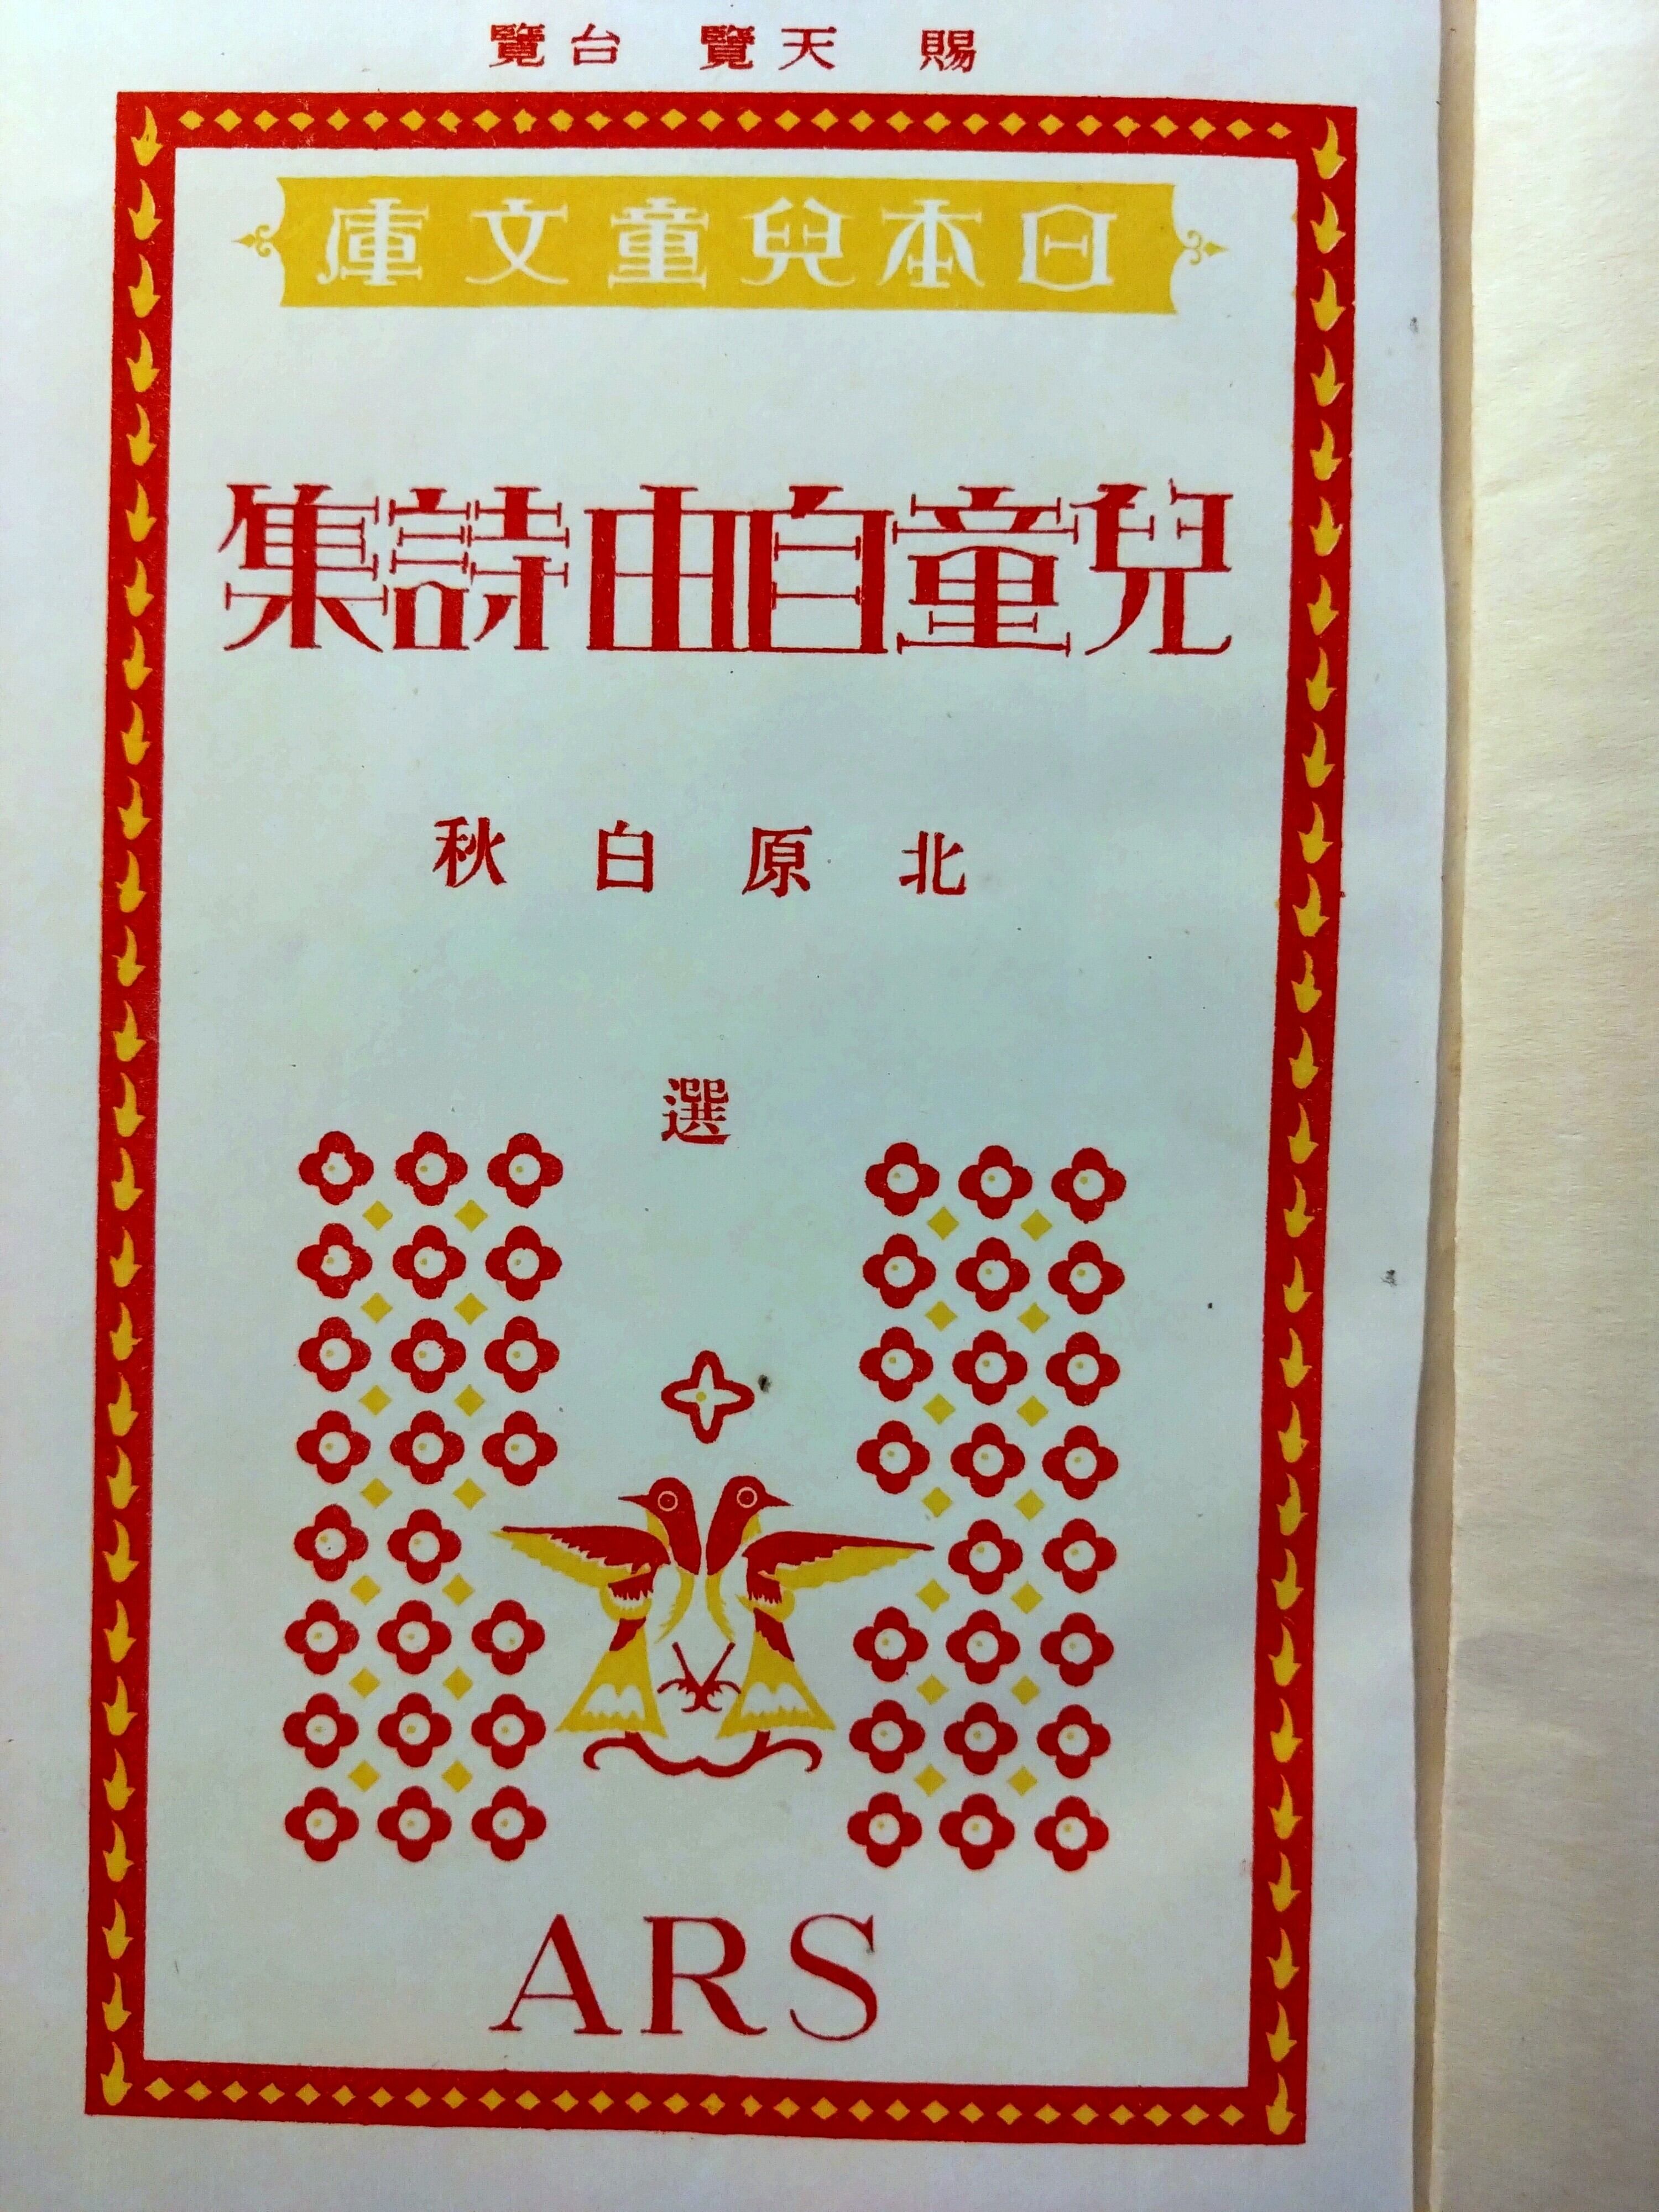 賜 天覽 台覽
日本兒童文庫
兒童自由詩集
北原白秋
選
ARS